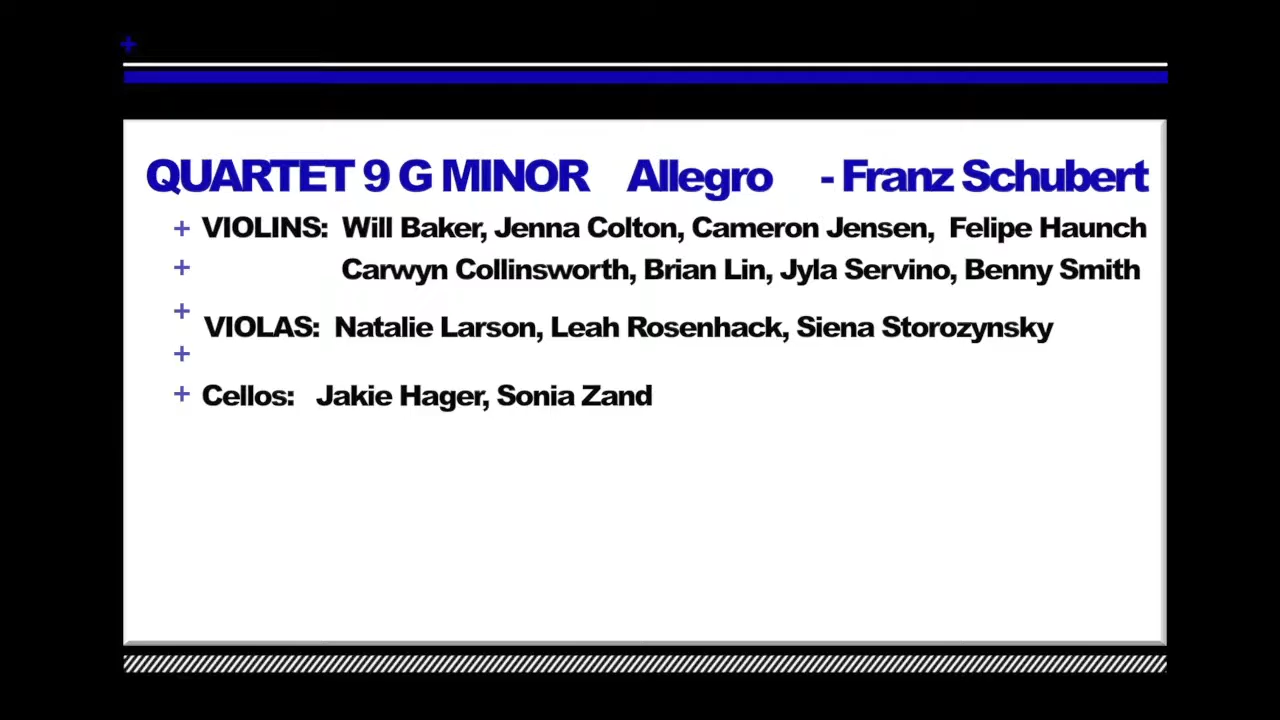 QUARTET 9 G MINOR Allegro - Franz Schubert
+ VIOLINS: Will Baker, Jenna Colton, Cameron Jensen, Felipe Haunch
+ Carwyn Collinsworth, Brian Lin, Jyla Servino, Benny Smith
+ VIOLAS: Natalie Larson, Leah Rosenhack, Siena Storozynsky
+
+ Cellos: Jakie Hager, Sonia Zand